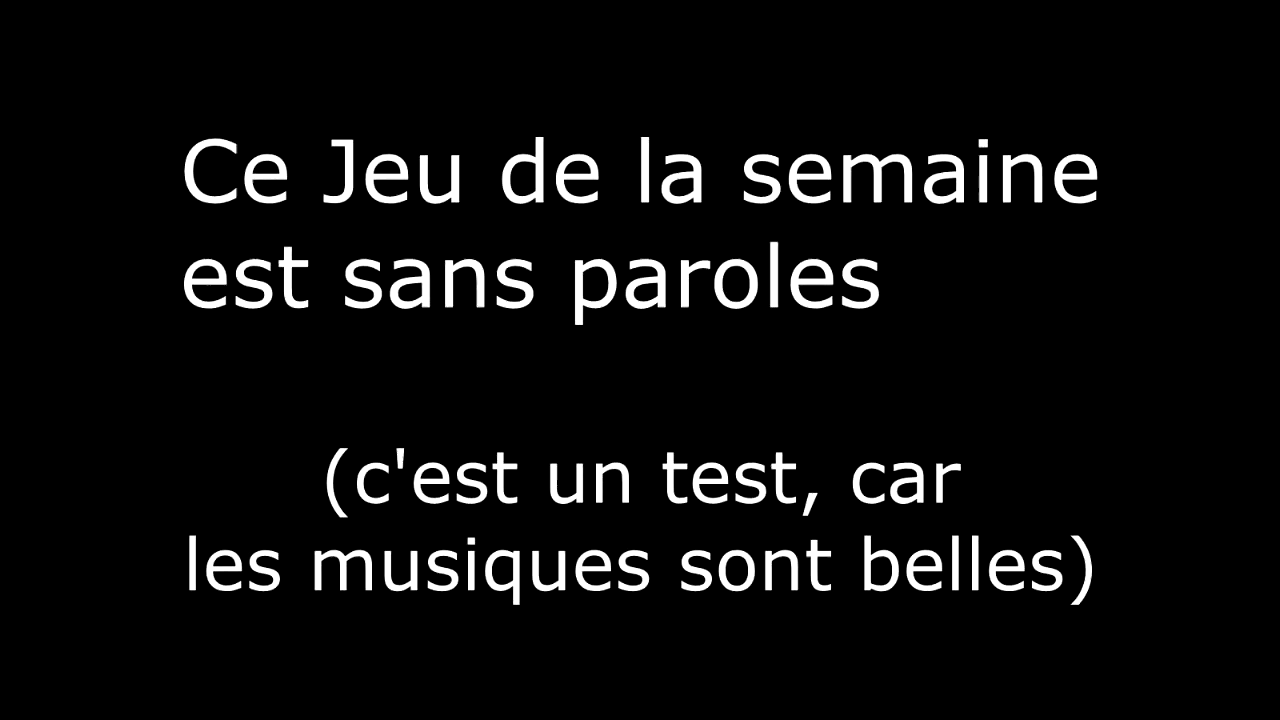 Ce Jeu de la semaine
est sans paroles
(c'est un test, car
les musiques sont belles)